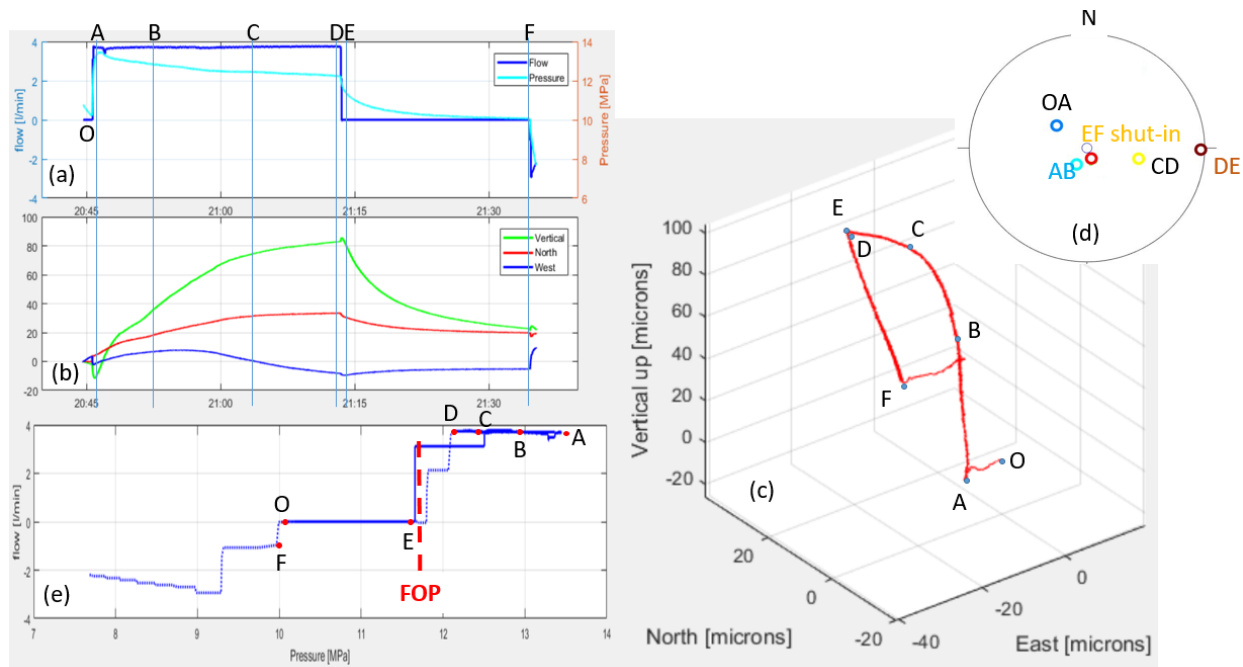 A B C DE F
4
2
0
-2
-4
flow [l/min]
14
12
10
8
6
Pressure [MPa]
Flow
Pressure
O
(a)
20:45 21:00 21:15 21:30
100
80
60
40
20
0
-20
Vertical
North
West
(b)
20:45 21:00 21:15 21:30
4
2
0
-2
-4
flow [l/min]
D C B A
O
F
E
FOP
(e)
7 8 9 10 11 12 13 14
Pressure [MPa]
100
80
60
40
20
0
-20
Vertical up [microns]
E
D
C
B
F
O
A
(c)
20
0
-20
North [microns]
-40
-20
0
East [microns]
N
OA
EF shut-in
AB
CD
DE
(d)